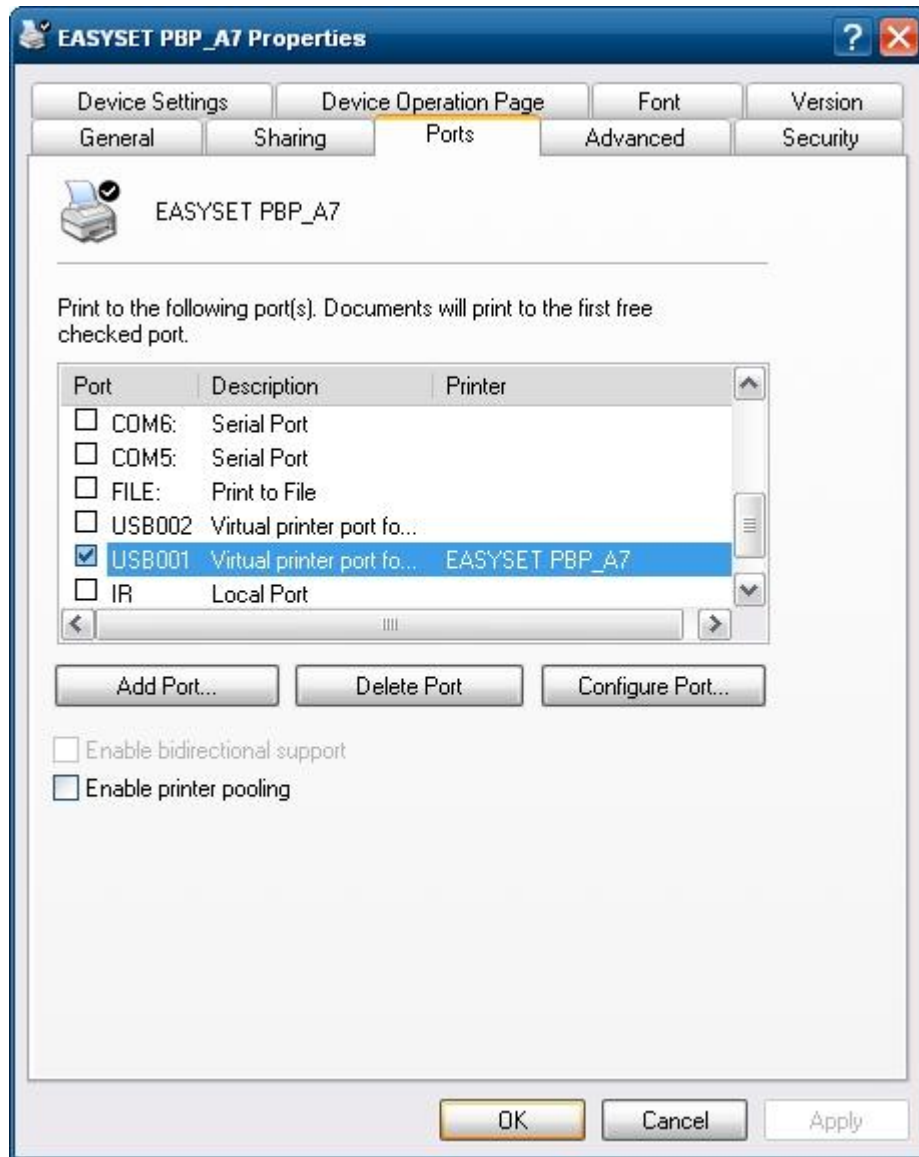 EASYSET PBP_A7 Properties
Device Settings Device Operation Page Font Version
General Sharing Ports Advanced Security
EASYSET PBP_A7
Print to the following port(s). Documents will print to the first free
checked port.
Port Description Printer
COM6: Serial Port
COM5: Serial Port
FILE: Print to File
USB002 Virtual printer port fo...
USB001 Virtual printer port fo... EASYSET PBP_A7
IR Local Port
Add Port... Delete Port Configure Port...
Enable bidirectional support
Enable printer pooling
OK Cancel Apply